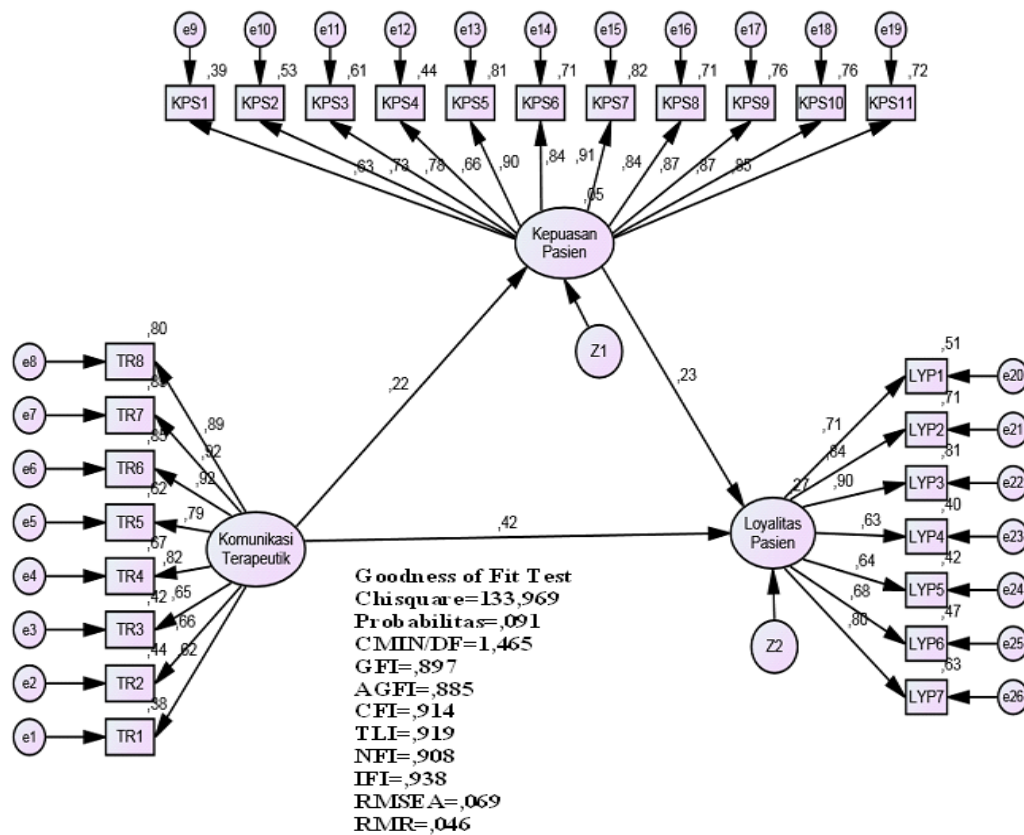 e9 e10 e11 e12 e13 e14 e15 e16 e17 e18 e19
,39 ,53 ,61 ,44 ,81 ,71 ,82 ,71 ,76 ,76 ,72
KPS1 KPS2 KPS3 KPS4 KPS5 KPS6 KPS7 KPS8 KPS9 KPS10 KPS11
,63 ,73 ,78 ,66 ,90 ,84 ,91 ,84 ,87 ,87 ,85
,05
Kepuasan
Pasien
Z1
,22
,23
,80
e8 TR8
,89
e7 TR7
,92
,85
e6 TR6
,92
,62
e5 TR5
,79
,67
e4 TR4
,82
,42
e3 TR3
,65
,44
e2 TR2
,66
,38
e1 TR1
,62
Komunikasi
Terapeutik
,42
,51
LYP1 e20
,71
,71
LYP2 e21
,84
,81
LYP3 e22
,90
,40
LYP4 e23
,63
,42
LYP5 e24
,64
,47
LYP6 e25
,68
,63
LYP7 e26
,80
,27
Loyalitas
Pasien
Z2
Goodness of Fit Test
Chisquare=133,969
Probabilitas=,091
CMIN/DF=1,465
GFI=,897
AGFI=,885
CFI=,914
TLI=,919
NFI=,908
IFI=,938
RMSEA=,069
RMR=,046